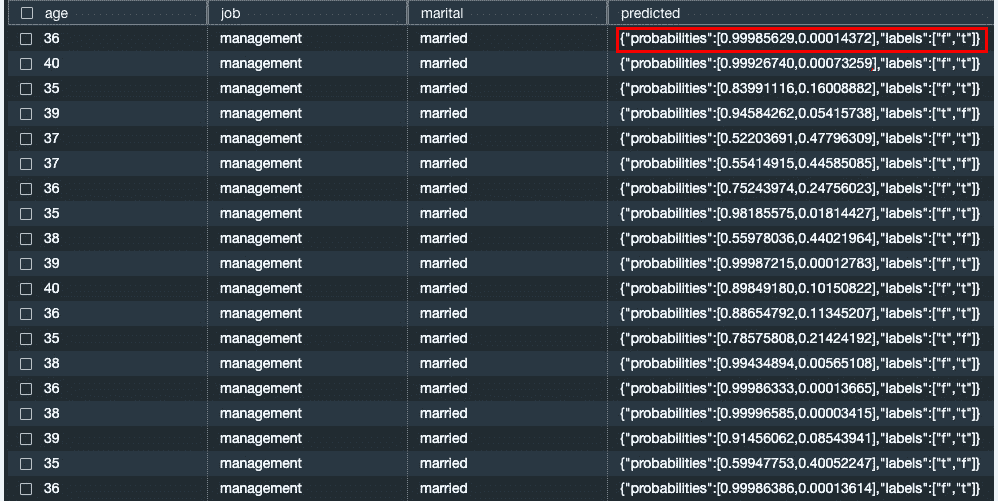 age job marital predicted
36 management married {"probabilities":[0.99985629,0.00014372],"labels":["f","t"]}
40 management married {"probabilities":[0.99926740,0.00073259],"labels":["f","t"]}
35 management married {"probabilities":[0.83991116,0.16008882],"labels":["f","t"]}
39 management married {"probabilities":[0.94584262,0.05415738],"labels":["t","f"]}
37 management married {"probabilities":[0.52203691,0.47796309],"labels":["f","t"]}
37 management married {"probabilities":[0.55414915,0.44585085],"labels":["t","f"]}
36 management married {"probabilities":[0.75243974,0.24756023],"labels":["f","t"]}
35 management married {"probabilities":[0.98185575,0.01814427],"labels":["f","t"]}
38 management married {"probabilities":[0.55978036,0.44021964],"labels":["t","f"]}
39 management married {"probabilities":[0.99987215,0.00012783],"labels":["f","t"]}
40 management married {"probabilities":[0.89849180,0.10150822],"labels":["f","t"]}
36 management married {"probabilities":[0.88654792,0.11345207],"labels":["f","t"]}
35 management married {"probabilities":[0.78575808,0.21424192],"labels":["t","f"]}
38 management married {"probabilities":[0.99434894,0.00565108],"labels":["f","t"]}
36 management married {"probabilities":[0.99986333,0.00013665],"labels":["f","t"]}
38 management married {"probabilities":[0.99996585,0.00003415],"labels":["f","t"]}
39 management married {"probabilities":[0.91456062,0.08543941],"labels":["f","t"]}
35 management married {"probabilities":[0.59947753,0.40052247],"labels":["t","f"]}
36 management married {"probabilities":[0.99986386,0.00013614],"labels":["f","t"]}